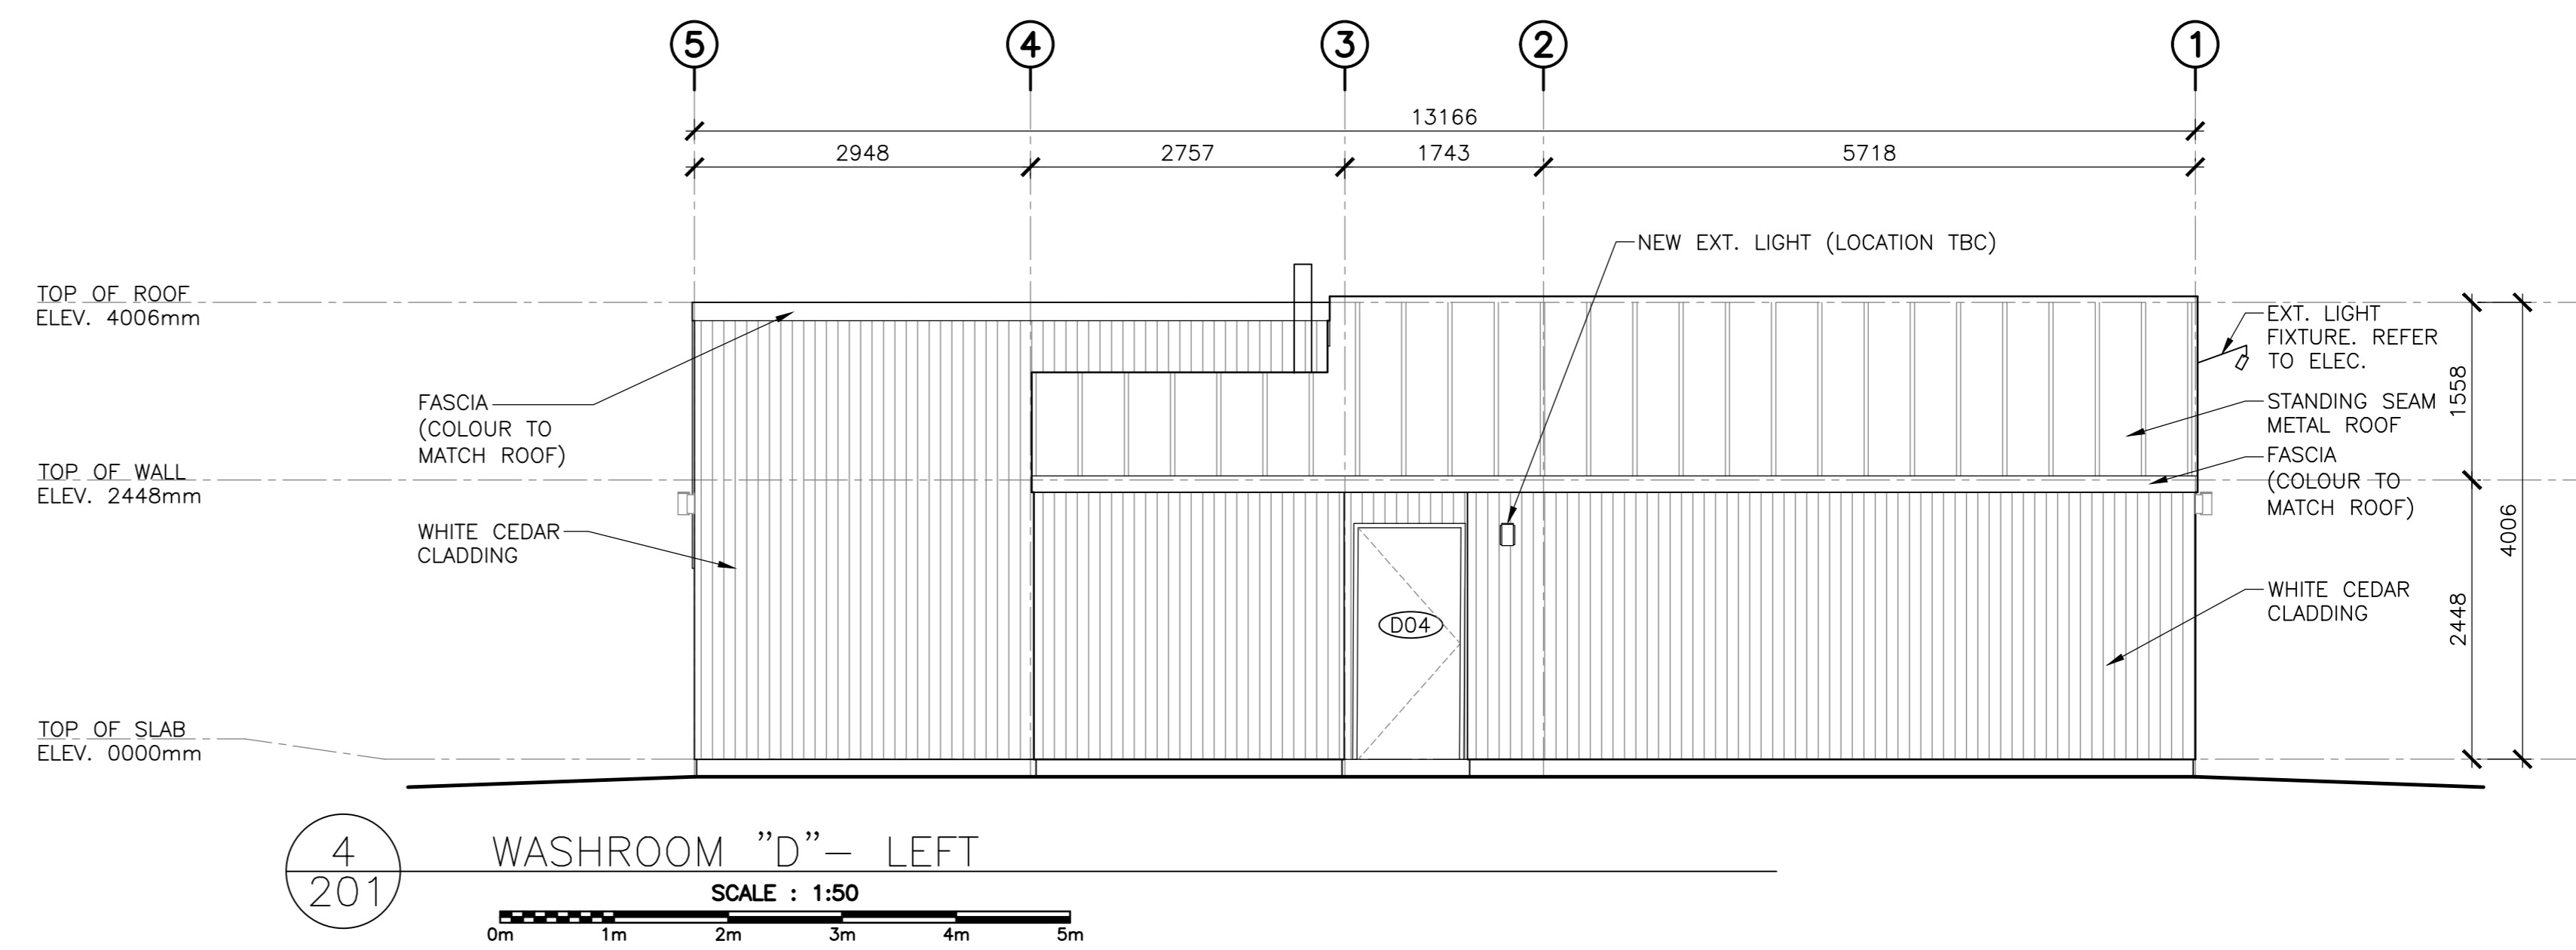 5 4 3 2 1
13166
2948 2757 1743 5718
NEW EXT. LIGHT (LOCATION TBC)
TOP OF ROOF
ELEV. 4006mm
EXT. LIGHT
FIXTURE. REFER
TO ELEC.
FASCIA
(COLOUR TO
MATCH ROOF)
STANDING SEAM
METAL ROOF
1558
TOP OF WALL
ELEV. 2448mm
FASCIA
(COLOUR TO
MATCH ROOF)
4006
WHITE CEDAR
CLADDING
WHITE CEDAR
CLADDING
2448
D04
TOP OF SLAB
ELEV. 0000mm
4
201
WASHROOM "D"– LEFT
SCALE : 1:50
0m 1m 2m 3m 4m 5m